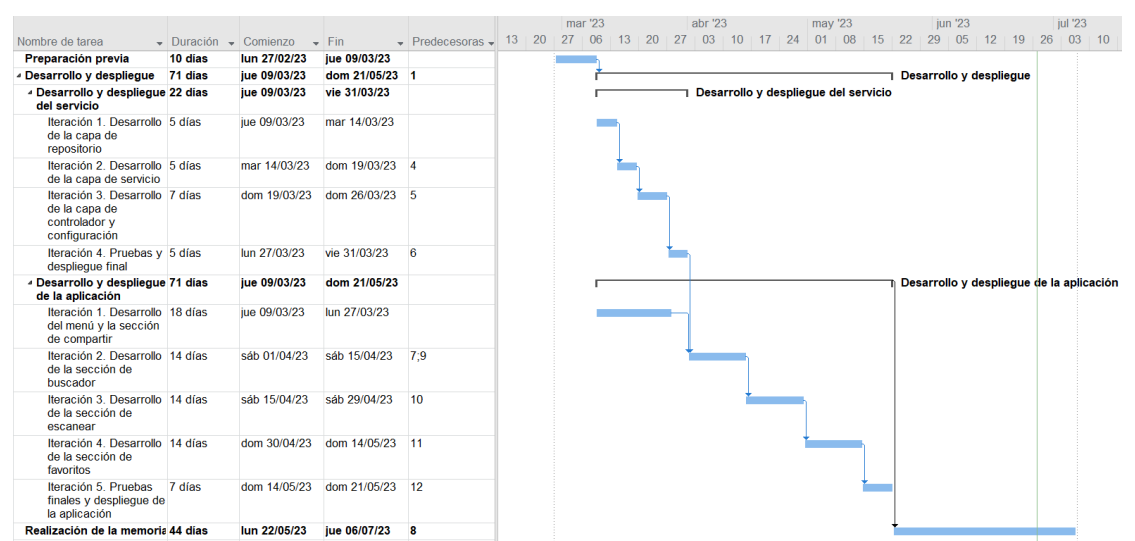 mar '23 abr '23 may '23 jun '23 jul '23
Nombre de tarea Duración Comienzo Fin Predecesoras 13 20 27 06 13 20 27 03 10 17 24 01 08 15 22 29 05 12 19 26 03 10
Preparación previa 10 días lun 27/02/23 jue 09/03/23
Desarrollo y despliegue 71 días jue 09/03/23 dom 21/05/23 1 Desarrollo y despliegue
Desarrollo y despliegue 22 días jue 09/03/23 vie 31/03/23 Desarrollo y despliegue del servicio
del servicio
Iteración 1. Desarrollo 5 días jue 09/03/23 mar 14/03/23
de la capa de
repositorio
Iteración 2. Desarrollo 5 días mar 14/03/23 dom 19/03/23 4
de la capa de servicio
Iteración 3. Desarrollo 7 días dom 19/03/23 dom 26/03/23 5
de la capa de
controlador y
configuración
Iteración 4. Pruebas y 5 días lun 27/03/23 vie 31/03/23 6
despliegue final
Desarrollo y despliegue 71 días jue 09/03/23 dom 21/05/23 Desarrollo y despliegue de la aplicación
de la aplicación
Iteración 1. Desarrollo 18 días jue 09/03/23 lun 27/03/23
del menú y la sección
de compartir
Iteración 2. Desarrollo 14 días sáb 01/04/23 sáb 15/04/23 7;9
de la sección de
buscador
Iteración 3. Desarrollo 14 días sáb 15/04/23 sáb 29/04/23 10
de la sección de
escanear
Iteración 4. Desarrollo 14 días dom 30/04/23 dom 14/05/23 11
de la sección de
favoritos
Iteración 5. Pruebas 7 días dom 14/05/23 dom 21/05/23 12
finales y despliegue de
la aplicación
Realización de la memoria 44 días lun 22/05/23 jue 06/07/23 8